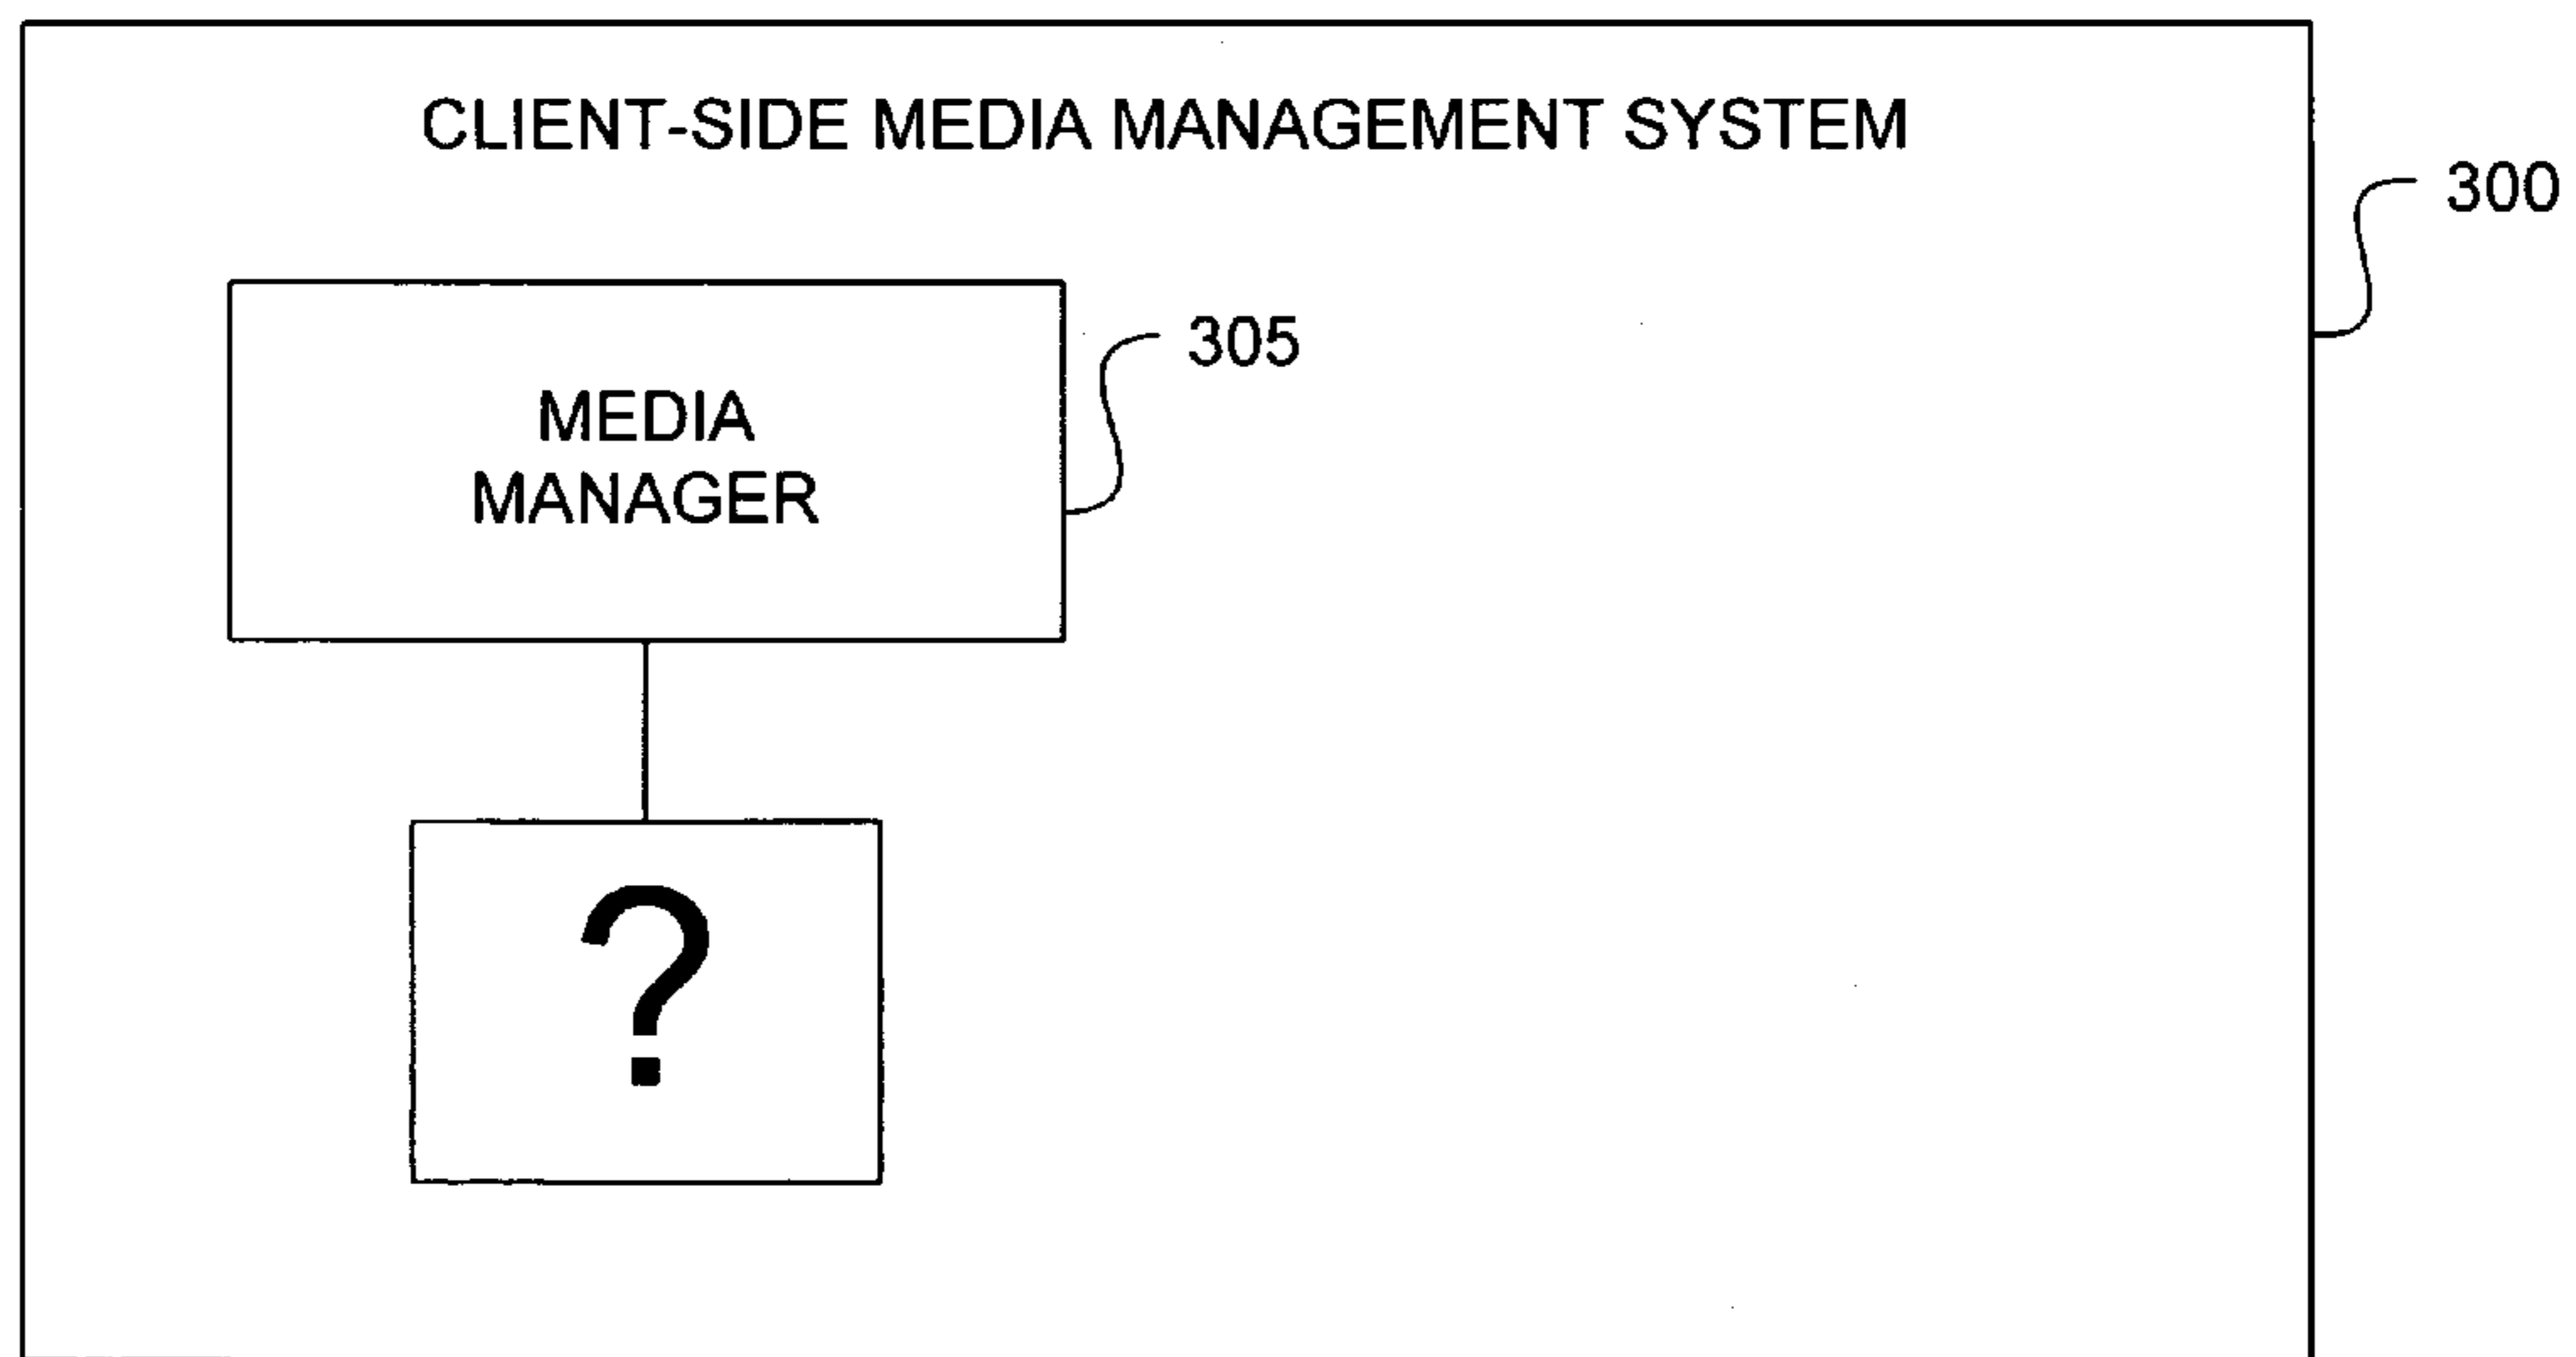 CLIENT-SIDE MEDIA MANAGEMENT SYSTEM
300
305
MEDIA
MANAGER
?